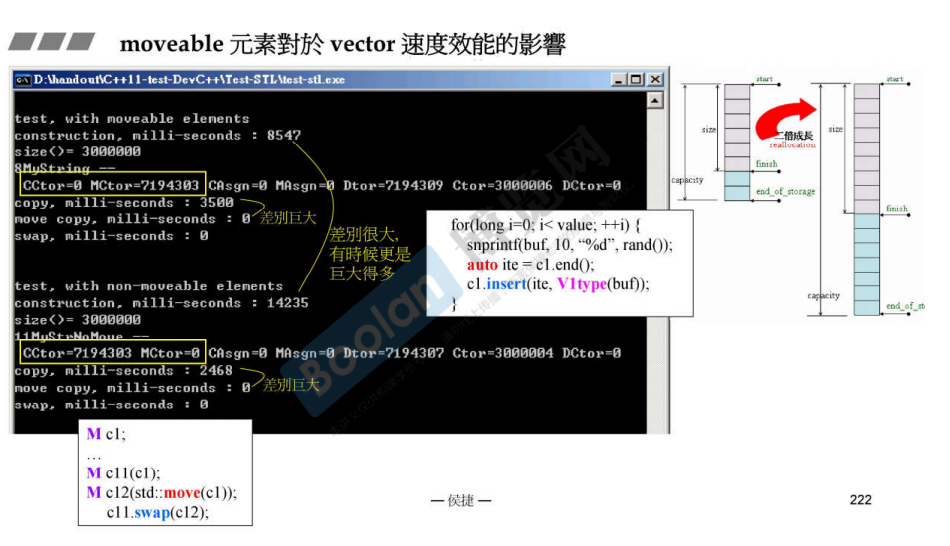 moveable 元素對於 vector 速度效能的影響
D:\handout\C++11-test-DevC++\Test-STL\test-stl.exe
test, with moveable elements
construction, milli-seconds : 8547
size()= 3000000
8MyString --
CCtor=0 MCtor=7194303 CAsgn=0 MAsgn=0 Dtor=7194309 Ctor=3000006 DCtor=0
copy, milli-seconds : 3500
move copy, milli-seconds : 0
差別巨大
swap, milli-seconds : 0
差別很大,
有時候更是
巨大得多
test, with non-moveable elements
construction, milli-seconds : 14235
size()= 3000000
11MyStrNoMove --
CCtor=7194303 MCtor=0 CAsgn=0 MAsgn=0 Dtor=7194307 Ctor=3000004 DCtor=0
copy, milli-seconds : 2468
move copy, milli-seconds : 0
差別巨大
swap, milli-seconds : 0
for(long i=0; i< value; ++i) {
snprintf(buf, 10, “%d”, rand());
auto ite = c1.end();
c1.insert(ite, V1type(buf));
}
start
size
capacity
finish
end_of_storage
二倍成長
reallocation
start
size
finish
capacity
end_of_st
M c1;
…
M c11(c1);
M c12(std::move(c1));
c11.swap(c12);
Boolan 博览网
— 侯捷 —
222